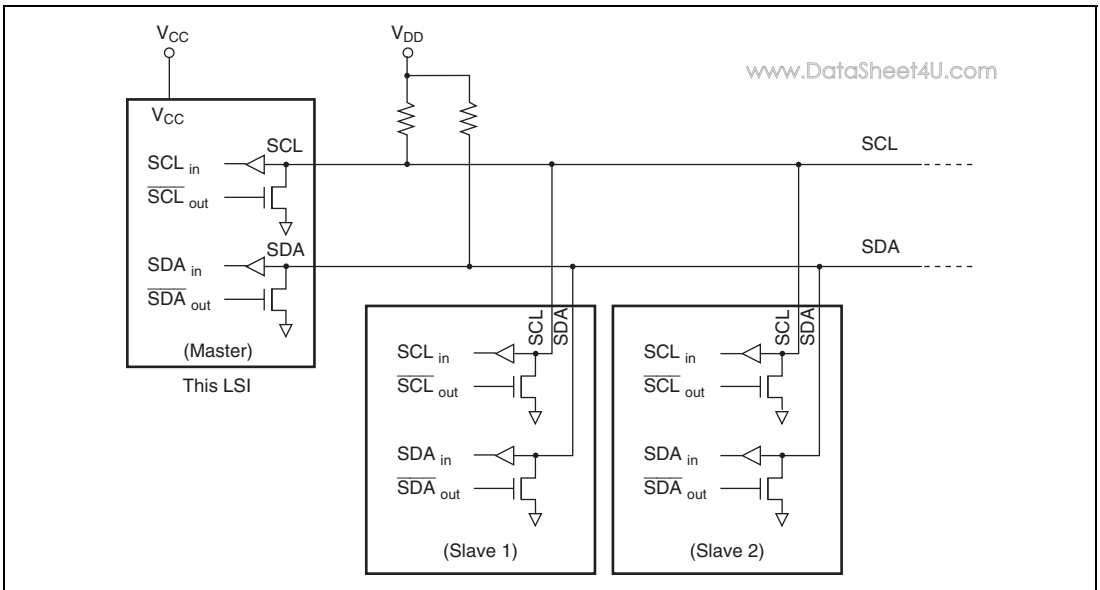 VCC
VDD
www.DataSheet4U.com
VCC
SCL
SCL
SCL in
SCL out
SDA
SDA
SDA in
SDA out
(Master)
This LSI
SCL
SDA
SCL
SDA
SCL in
SCL in
SCL out
SCL out
SDA in
SDA in
SDA out
SDA out
(Slave 1)
(Slave 2)